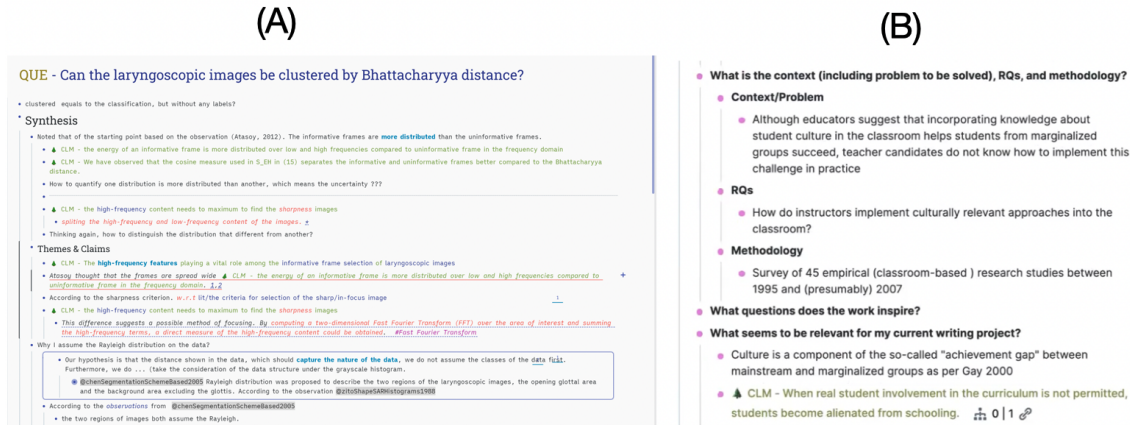 (A)
(B)
QUE - Can the laryngoscopic images be clustered by Bhattacharyya distance?
clustered equals to the classification, but without any labels?
Synthesis
Noted that of the starting point based on the observation (Atasoy, 2012). The informative frames are more distributed than the uninformative frames.
CLM - the energy of an informative frame is more distributed over low and high frequencies compared to uninformative frame in the frequency domain
CLM - We have observed that the cosine measure used in S_EH in (15) separates the informative and uninformative frames better compared to the Bhattacharyya
distance.
How to quantify one distribution is more distributed than another, which means the uncertainty ???
CLM - the high-frequency content needs to maximum to find the sharpness images
spliting the high-frequency and low-frequency content of the images. +
Thinking again, how to distinguish the distribution that different from another?
Themes & Claims
CLM - The high-frequency features playing a vital role among the informative frame selection of laryngoscopic images
Atasoy thought that the frames are spread wide CLM - the energy of an informative frame is more distributed over low and high frequencies compared to
uninformative frame in the frequency domain. 1,2
According to the sharpness criterion. w.r.t lit/the criteria for selection of the sharp/in-focus image
CLM - the high-frequency content needs to maximum to find the sharpness images
This difference suggests a possible method of focusing. By computing a two-dimensional Fast Fourier Transform (FFT) over the area of interest and summing
the high-frequency terms, a direct measure of the high-frequency content could be obtained. #Fast Fourier Transform
Why I assume the Rayleigh distribution on the data?
Our hypothesis is that the distance shown in the data, which should capture the nature of the data, we do not assume the classes of the data first.
Furthermore, we do ... (take the consideration of the data structure under the grayscale histogram.
@chenSegmentationSchemeBased2005 Rayleigh distribution was proposed to describe the two regions of the laryngoscopic images, the opening glottal area
and the background area excluding the glottis. According to the observation @zitoShapeSARHistograms1988
According to the observations from @chenSegmentationSchemeBased2005
the two regions of images both assume the Rayleigh.
What is the context (including problem to be solved), RQs, and methodology?
Context/Problem
Although educators suggest that incorporating knowledge about
student culture in the classroom helps students from marginalized
groups succeed, teacher candidates do not know how to implement this
challenge in practice
RQs
How do instructors implement culturally relevant approaches into the
classroom?
Methodology
Survey of 45 empirical (classroom-based ) research studies between
1995 and (presumably) 2007
What questions does the work inspire?
What seems to be relevant for my current writing project?
Culture is a component of the so-called "achievement gap" between
mainstream and marginalized groups as per Gay 2000
CLM - When real student involvement in the curriculum is not permitted,
students become alienated from schooling. 0 | 1